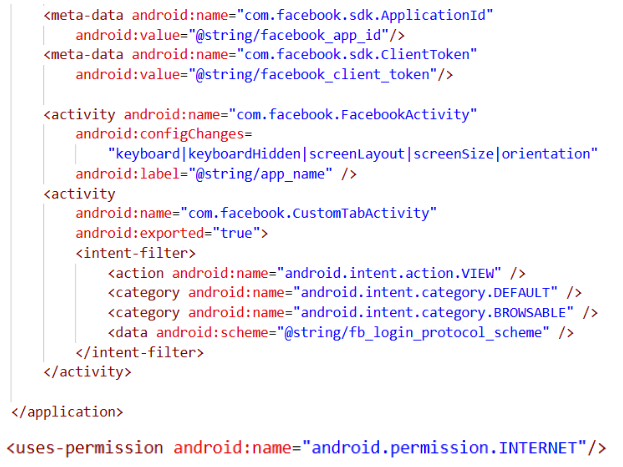 <meta-data android:name="com.facebook.sdk.ApplicationId"
android:value="@string/facebook_app_id"/>
<meta-data android:name="com.facebook.sdk.ClientToken"
android:value="@string/facebook_client_token"/>
<activity android:name="com.facebook.FacebookActivity"
android:configChanges=
"keyboard|keyboardHidden|screenLayout|screenSize|orientation"
android:label="@string/app_name" />
<activity
android:name="com.facebook.CustomTabActivity"
android:exported="true">
<intent-filter>
<action android:name="android.intent.action.VIEW" />
<category android:name="android.intent.category.DEFAULT" />
<category android:name="android.intent.category.BROWSABLE" />
<data android:scheme="@string/fb_login_protocol_scheme" />
</intent-filter>
</activity>
</application>
<uses-permission android:name="android.permission.INTERNET"/>